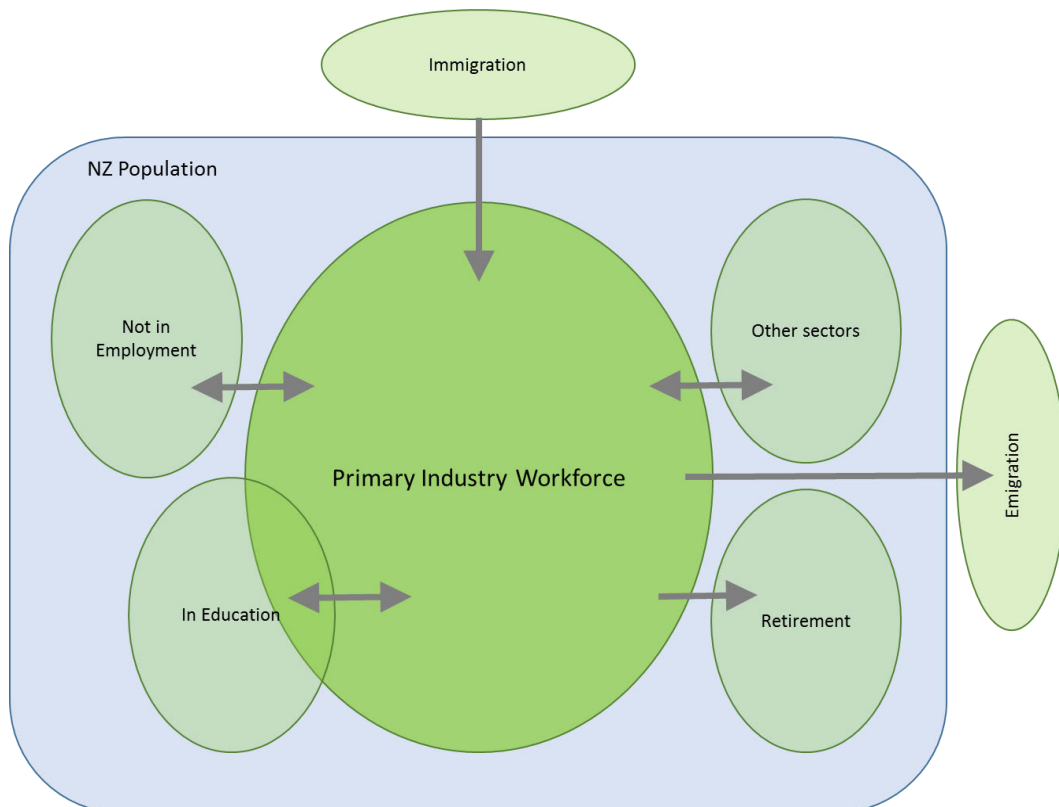 Immigration
NZ Population
Not in
Employment
Other sectors
Primary Industry Workforce
Emigration
In Education
Retirement